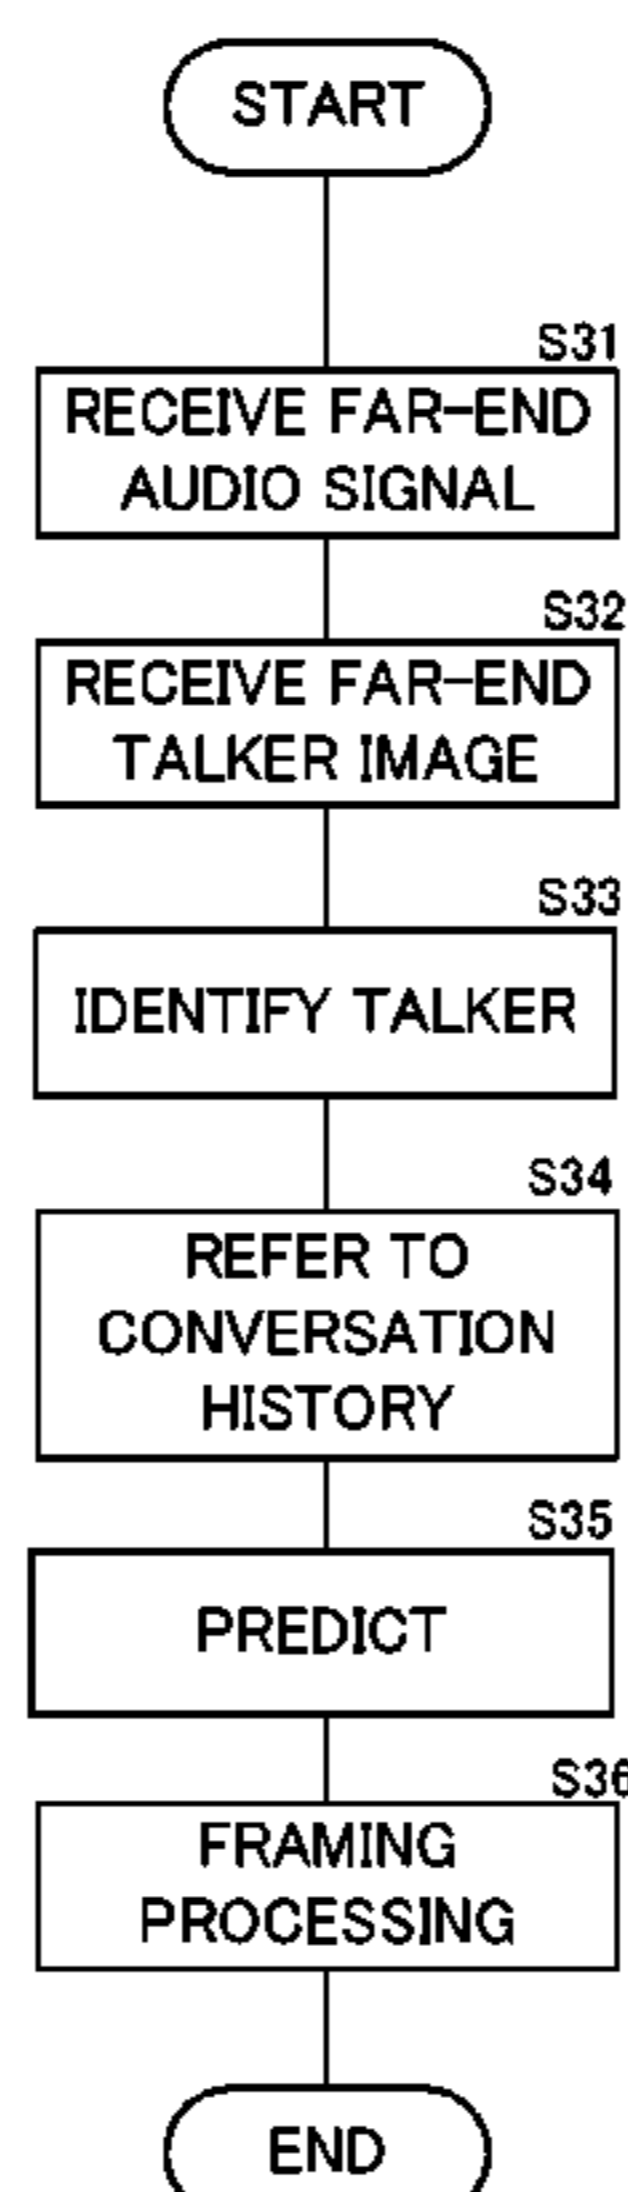 START
S31
RECEIVE FAR-END
AUDIO SIGNAL
S32
RECEIVE FAR-END
TALKER IMAGE
S33
IDENTIFY TALKER
S34
REFER TO
CONVERSATION
HISTORY
S35
PREDICT
S36
FRAMING
PROCESSING
END